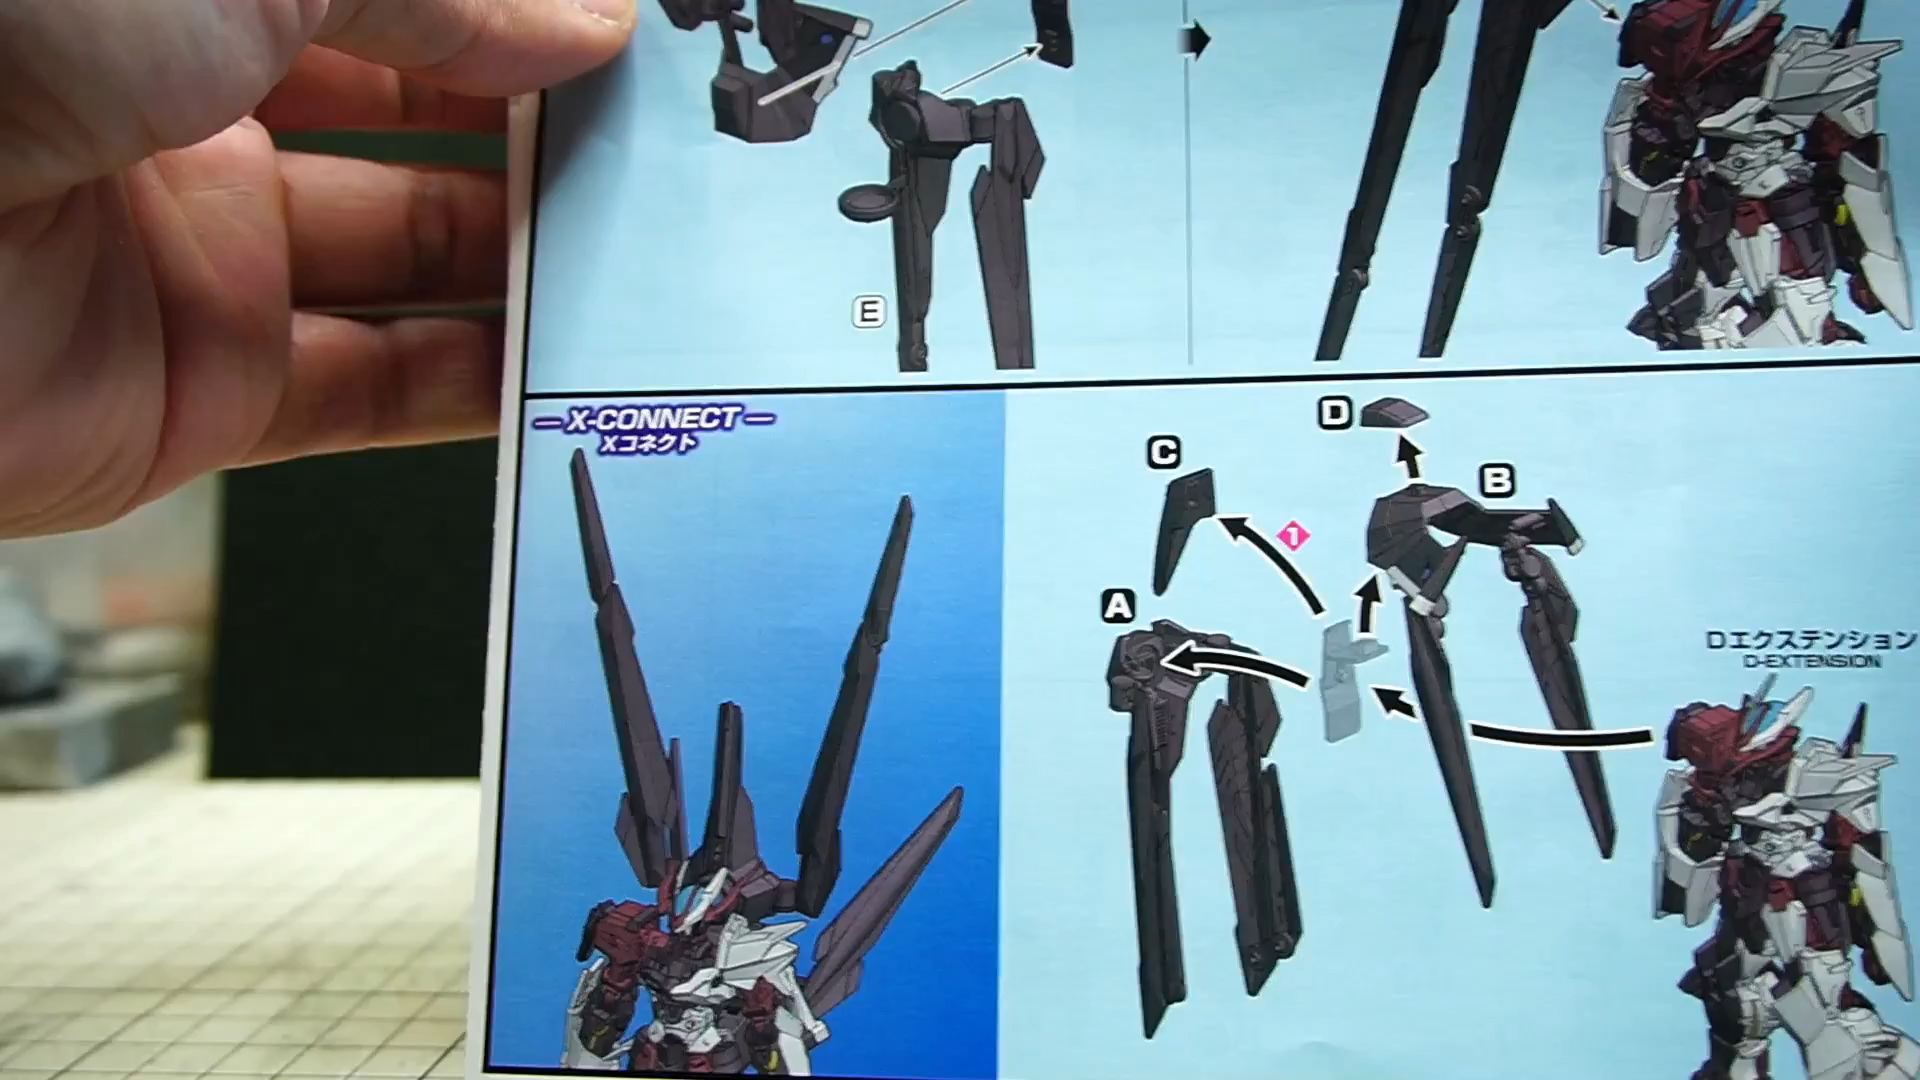 E
— X-CONNECT —
Xコネクト
D
C
B
1
A
Dエクステンション
D-EXTENSION